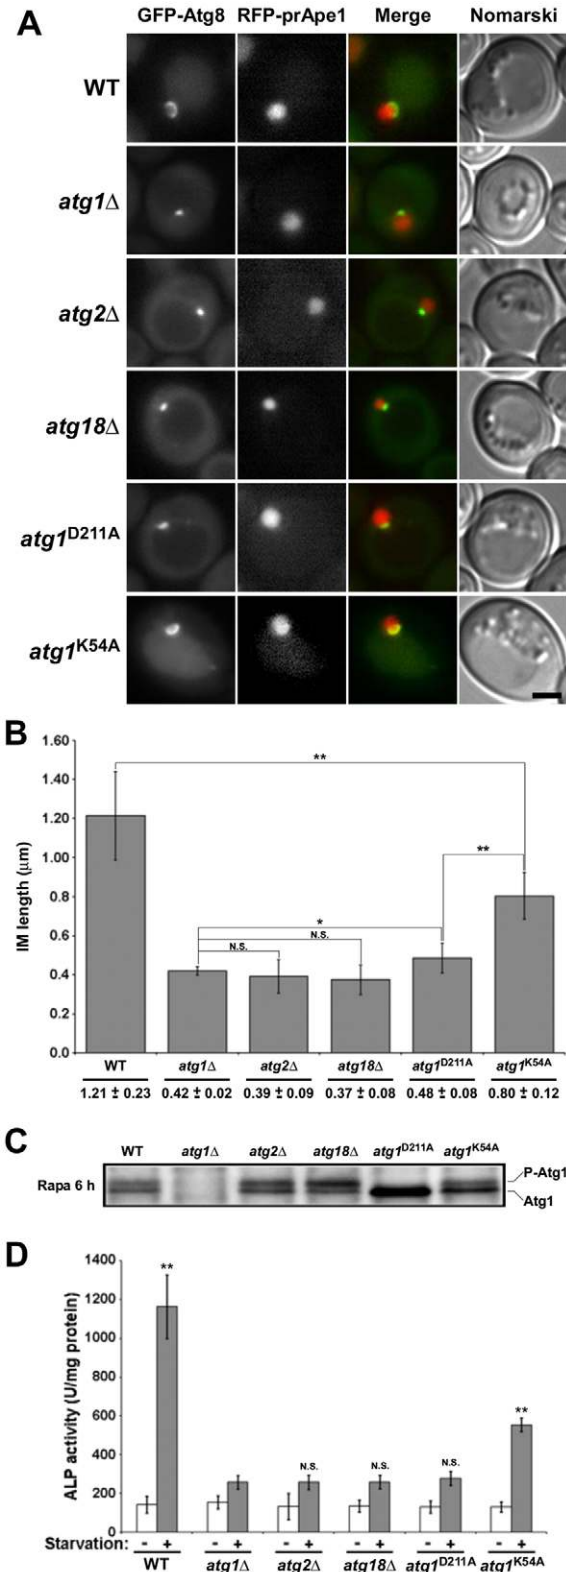 A
GFP-Atg8 RFP-prApe1 Merge Nomarski
WT
atg1Δ
atg2Δ
atg18Δ
atg1D211A
atg1K54A
B
IM length (μm)
1.60
1.40
1.20
1.00
0.8
0.6
0.4
0.2
0.0
**
**
*
N.S.
N.S.
WT atg1Δ atg2Δ atg18Δ atg1D211A atg1K54A
1.21 ± 0.23 0.42 ± 0.02 0.39 ± 0.09 0.37 ± 0.08 0.48 ± 0.08 0.80 ± 0.12
C
WT atg1Δ atg2Δ atg18Δ atg1D211A atg1K54A
Rapa 6 h
P-Atg1
Atg1
D
ALP activity (U/mg protein)
1400
1200
1000
800
600
400
200
0
**
N.S. N.S. N.S.
**
Starvation: - + - + - + - + - + - +
WT atg1Δ atg2Δ atg18Δ atg1D211A atg1K54A